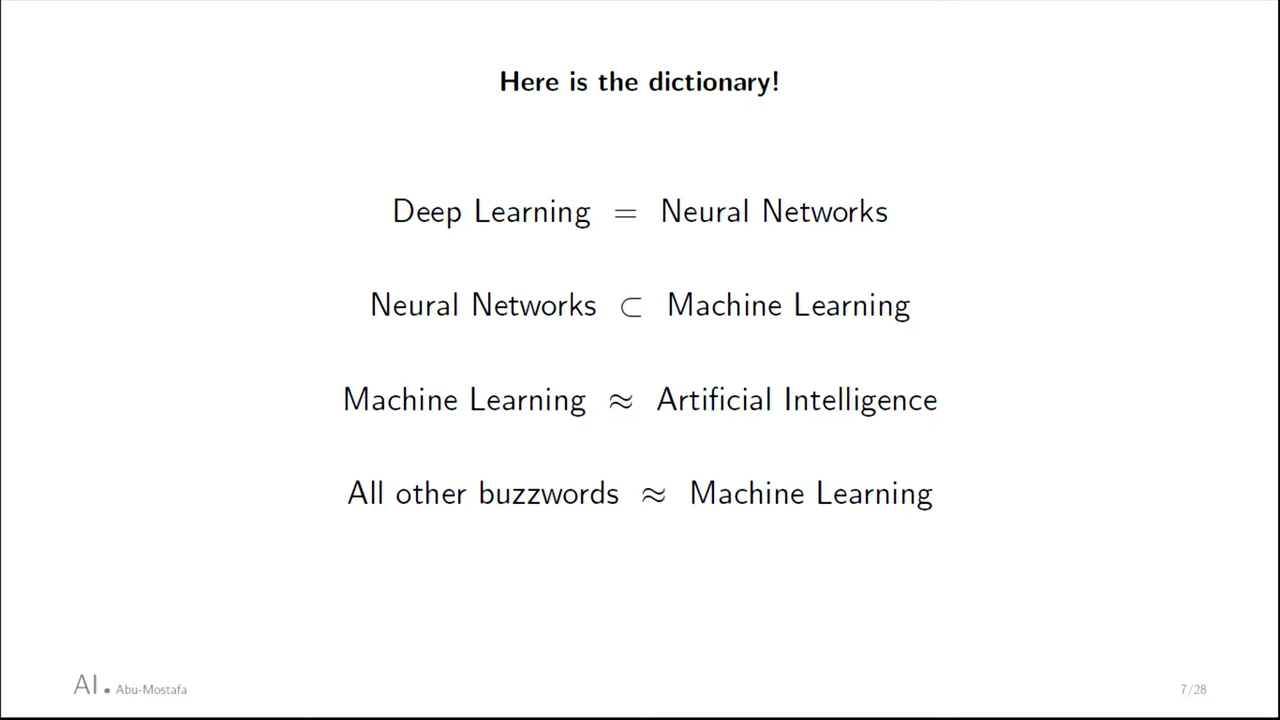 Here is the dictionary!
Deep Learning = Neural Networks
Neural Networks ⊂ Machine Learning
Machine Learning ≈ Artificial Intelligence
All other buzzwords ≈ Machine Learning
AI. Abu-Mostafa
7/28